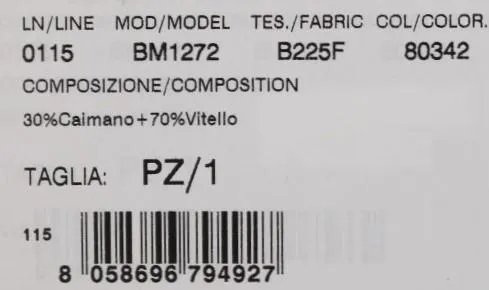 LN/LINE MOD/MODEL TES./FABRIC COL/COLOR.
0115 BM1272 B225F 80342
COMPOSIZIONE/COMPOSITION
30%Caimano+70%Vitello
TAGLIA: PZ/1
115
8 058696 794927